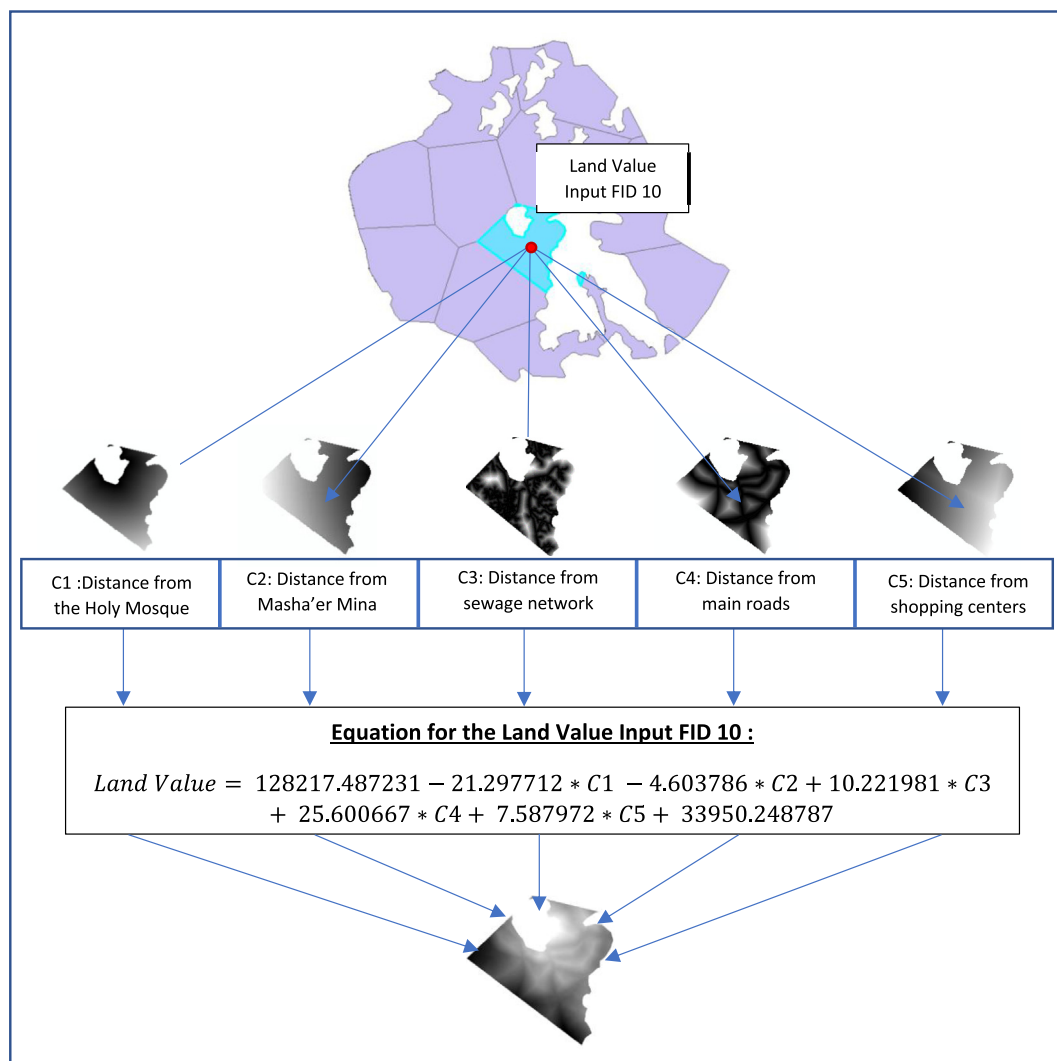 Land Value
Input FID 10
C1 :Distance from
the Holy Mosque
C2: Distance from
Masha’er Mina
C3: Distance from
sewage network
C4: Distance from
main roads
C5: Distance from
shopping centers
Equation for the Land Value Input FID 10 :
Land Value = 128217.487231 − 21.297712 ∗ C1 − 4.603786 ∗ C2 + 10.221981 ∗ C3
+ 25.600667 ∗ C4 + 7.587972 ∗ C5 + 33950.248787